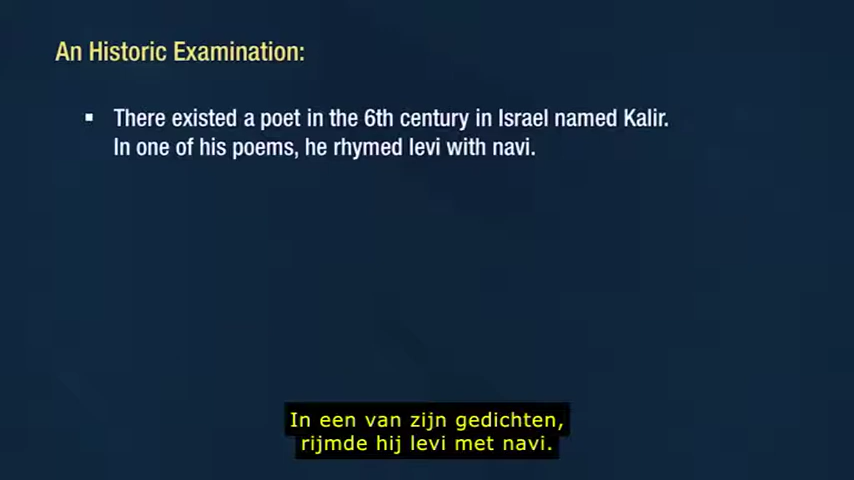 An Historic Examination:
▪ There existed a poet in the 6th century in Israel named Kalir.
In one of his poems, he rhymed levi with navi.
In een van zijn gedichten,
rijmde hij levi met navi.